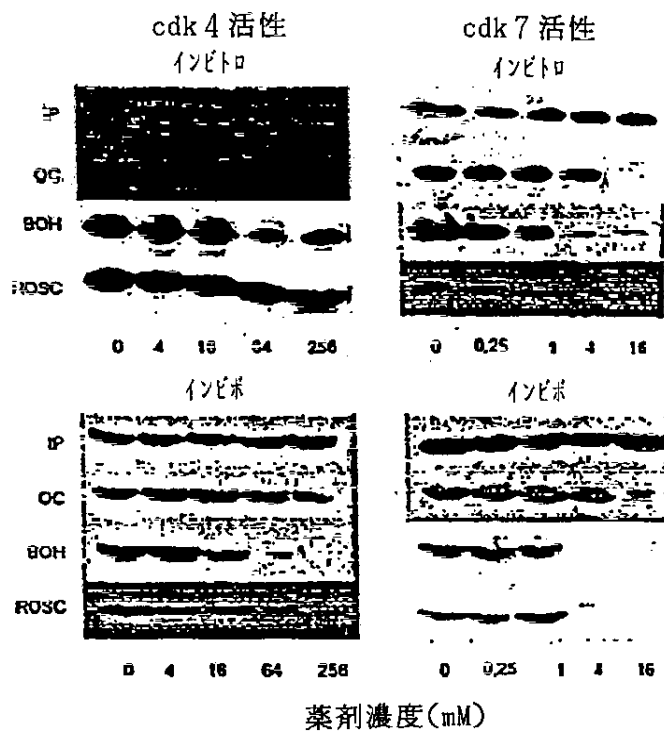 cdk 4 活性
インビトロ
IP
OC
BOH
ROSC
0 4 16 64 256
cdk 7 活性
インビトロ
0 0,25 1 4 16
インビボ
IP
OC
BOH
ROSC
0 4 16 64 256
インビボ
0 0,25 1 4 16
薬剤濃度(mM)